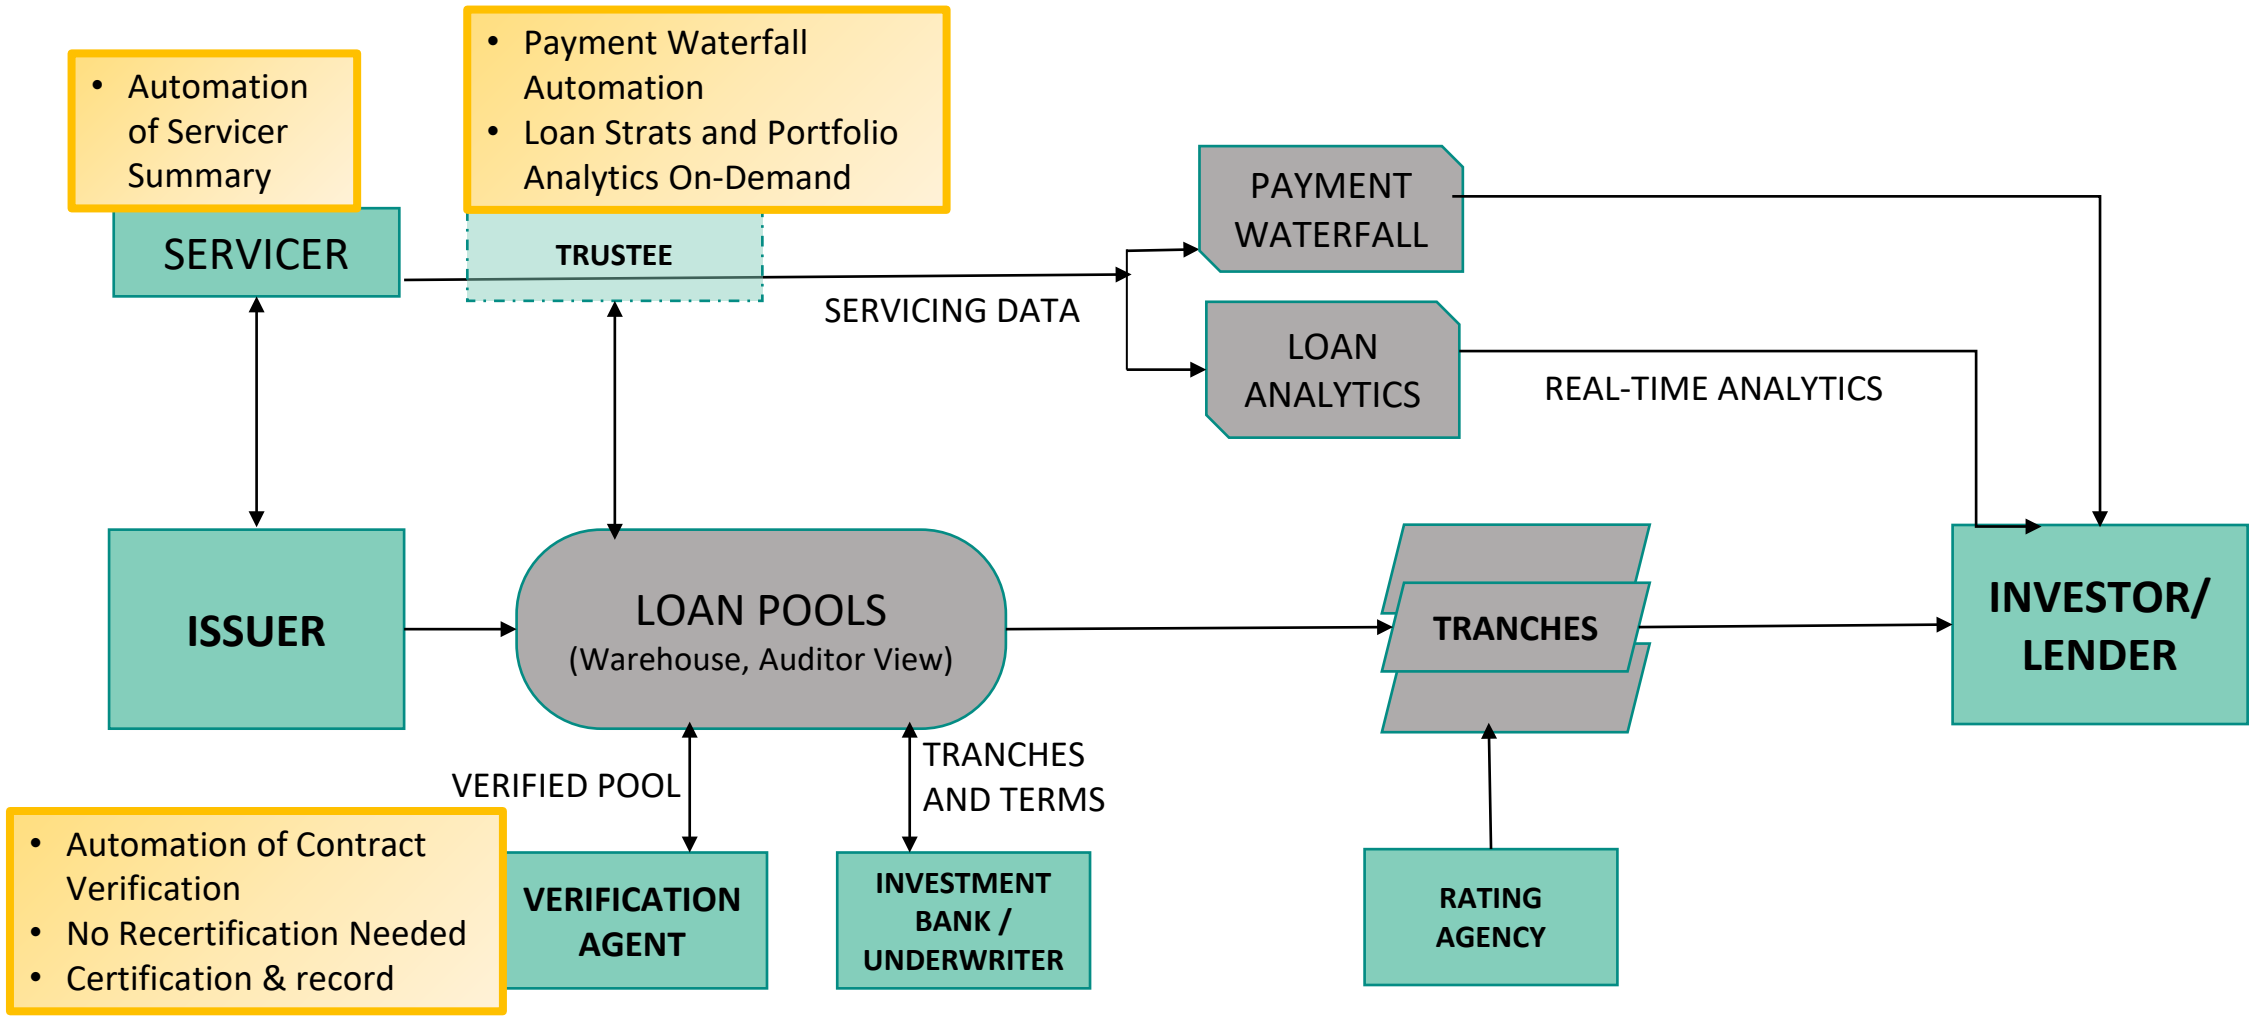 • Automation
of Servicer
Summary
• Payment Waterfall
Automation
• Loan Strats and Portfolio
Analytics On-Demand
SERVICER
TRUSTEE
SERVICING DATA
PAYMENT
WATERFALL
LOAN
ANALYTICS
REAL-TIME ANALYTICS
ISSUER
LOAN POOLS
(Warehouse, Auditor View)
TRANCHES
INVESTOR/
LENDER
VERIFIED POOL
TRANCHES
AND TERMS
• Automation of Contract
Verification
• No Recertification Needed
• Certification & record
VERIFICATION
AGENT
INVESTMENT
BANK /
UNDERWRITER
RATING
AGENCY